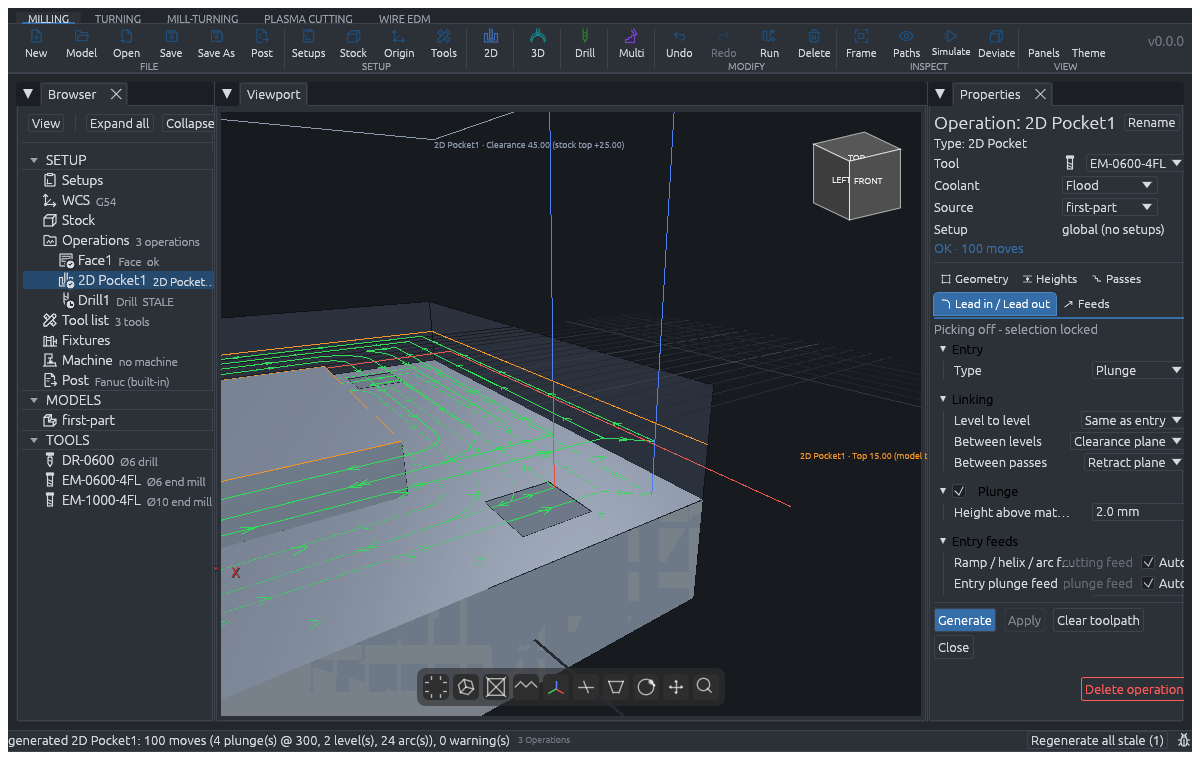 MILLING TURNING MILL-TURNING PLASMA CUTTING WIRE EDM
New Model Open Save Save As Post Setups Stock Origin Tools 2D 3D Drill Multi Undo Redo Run Delete Frame Paths Simulate Deviate Panels Theme v0.0.0
FILE SETUP MODIFY INSPECT VIEW
Browser
View Expand all Collapse
SETUP
Setups
WCS G54
Stock
Operations 3 operations
Face1 Face ok
2D Pocket1 2D Pocket..
Drill1 Drill STALE
Tool list 3 tools
Fixtures
Machine no machine
Post Fanuc (built-in)
MODELS
first-part
TOOLS
DR-0600 Ø6 drill
EM-0600-4FL Ø6 end mill
EM-1000-4FL Ø10 end mill
Viewport
2D Pocket1 · Clearance 45.00 (stock top +25.00)
TOP
LEFT FRONT
2D Pocket1 · Top 15.00 (model t
X
Properties
Operation: 2D Pocket1 Rename
Type: 2D Pocket
Tool EM-0600-4FL
Coolant Flood
Source first-part
Setup global (no setups)
OK · 100 moves
Geometry Heights Passes
Lead in / Lead out Feeds
Picking off - selection locked
Entry
Type Plunge
Linking
Level to level Same as entry
Between levels Clearance plane
Between passes Retract plane
Plunge
Height above mat... 2.0 mm
Entry feeds
Ramp / helix / arc f... cutting feed Auto
Entry plunge feed plunge feed Auto
Generate Apply Clear toolpath
Close
Delete operation
generated 2D Pocket1: 100 moves (4 plunge(s) @ 300, 2 level(s), 24 arc(s)), 0 warning(s) 3 Operations Regenerate all stale (1)